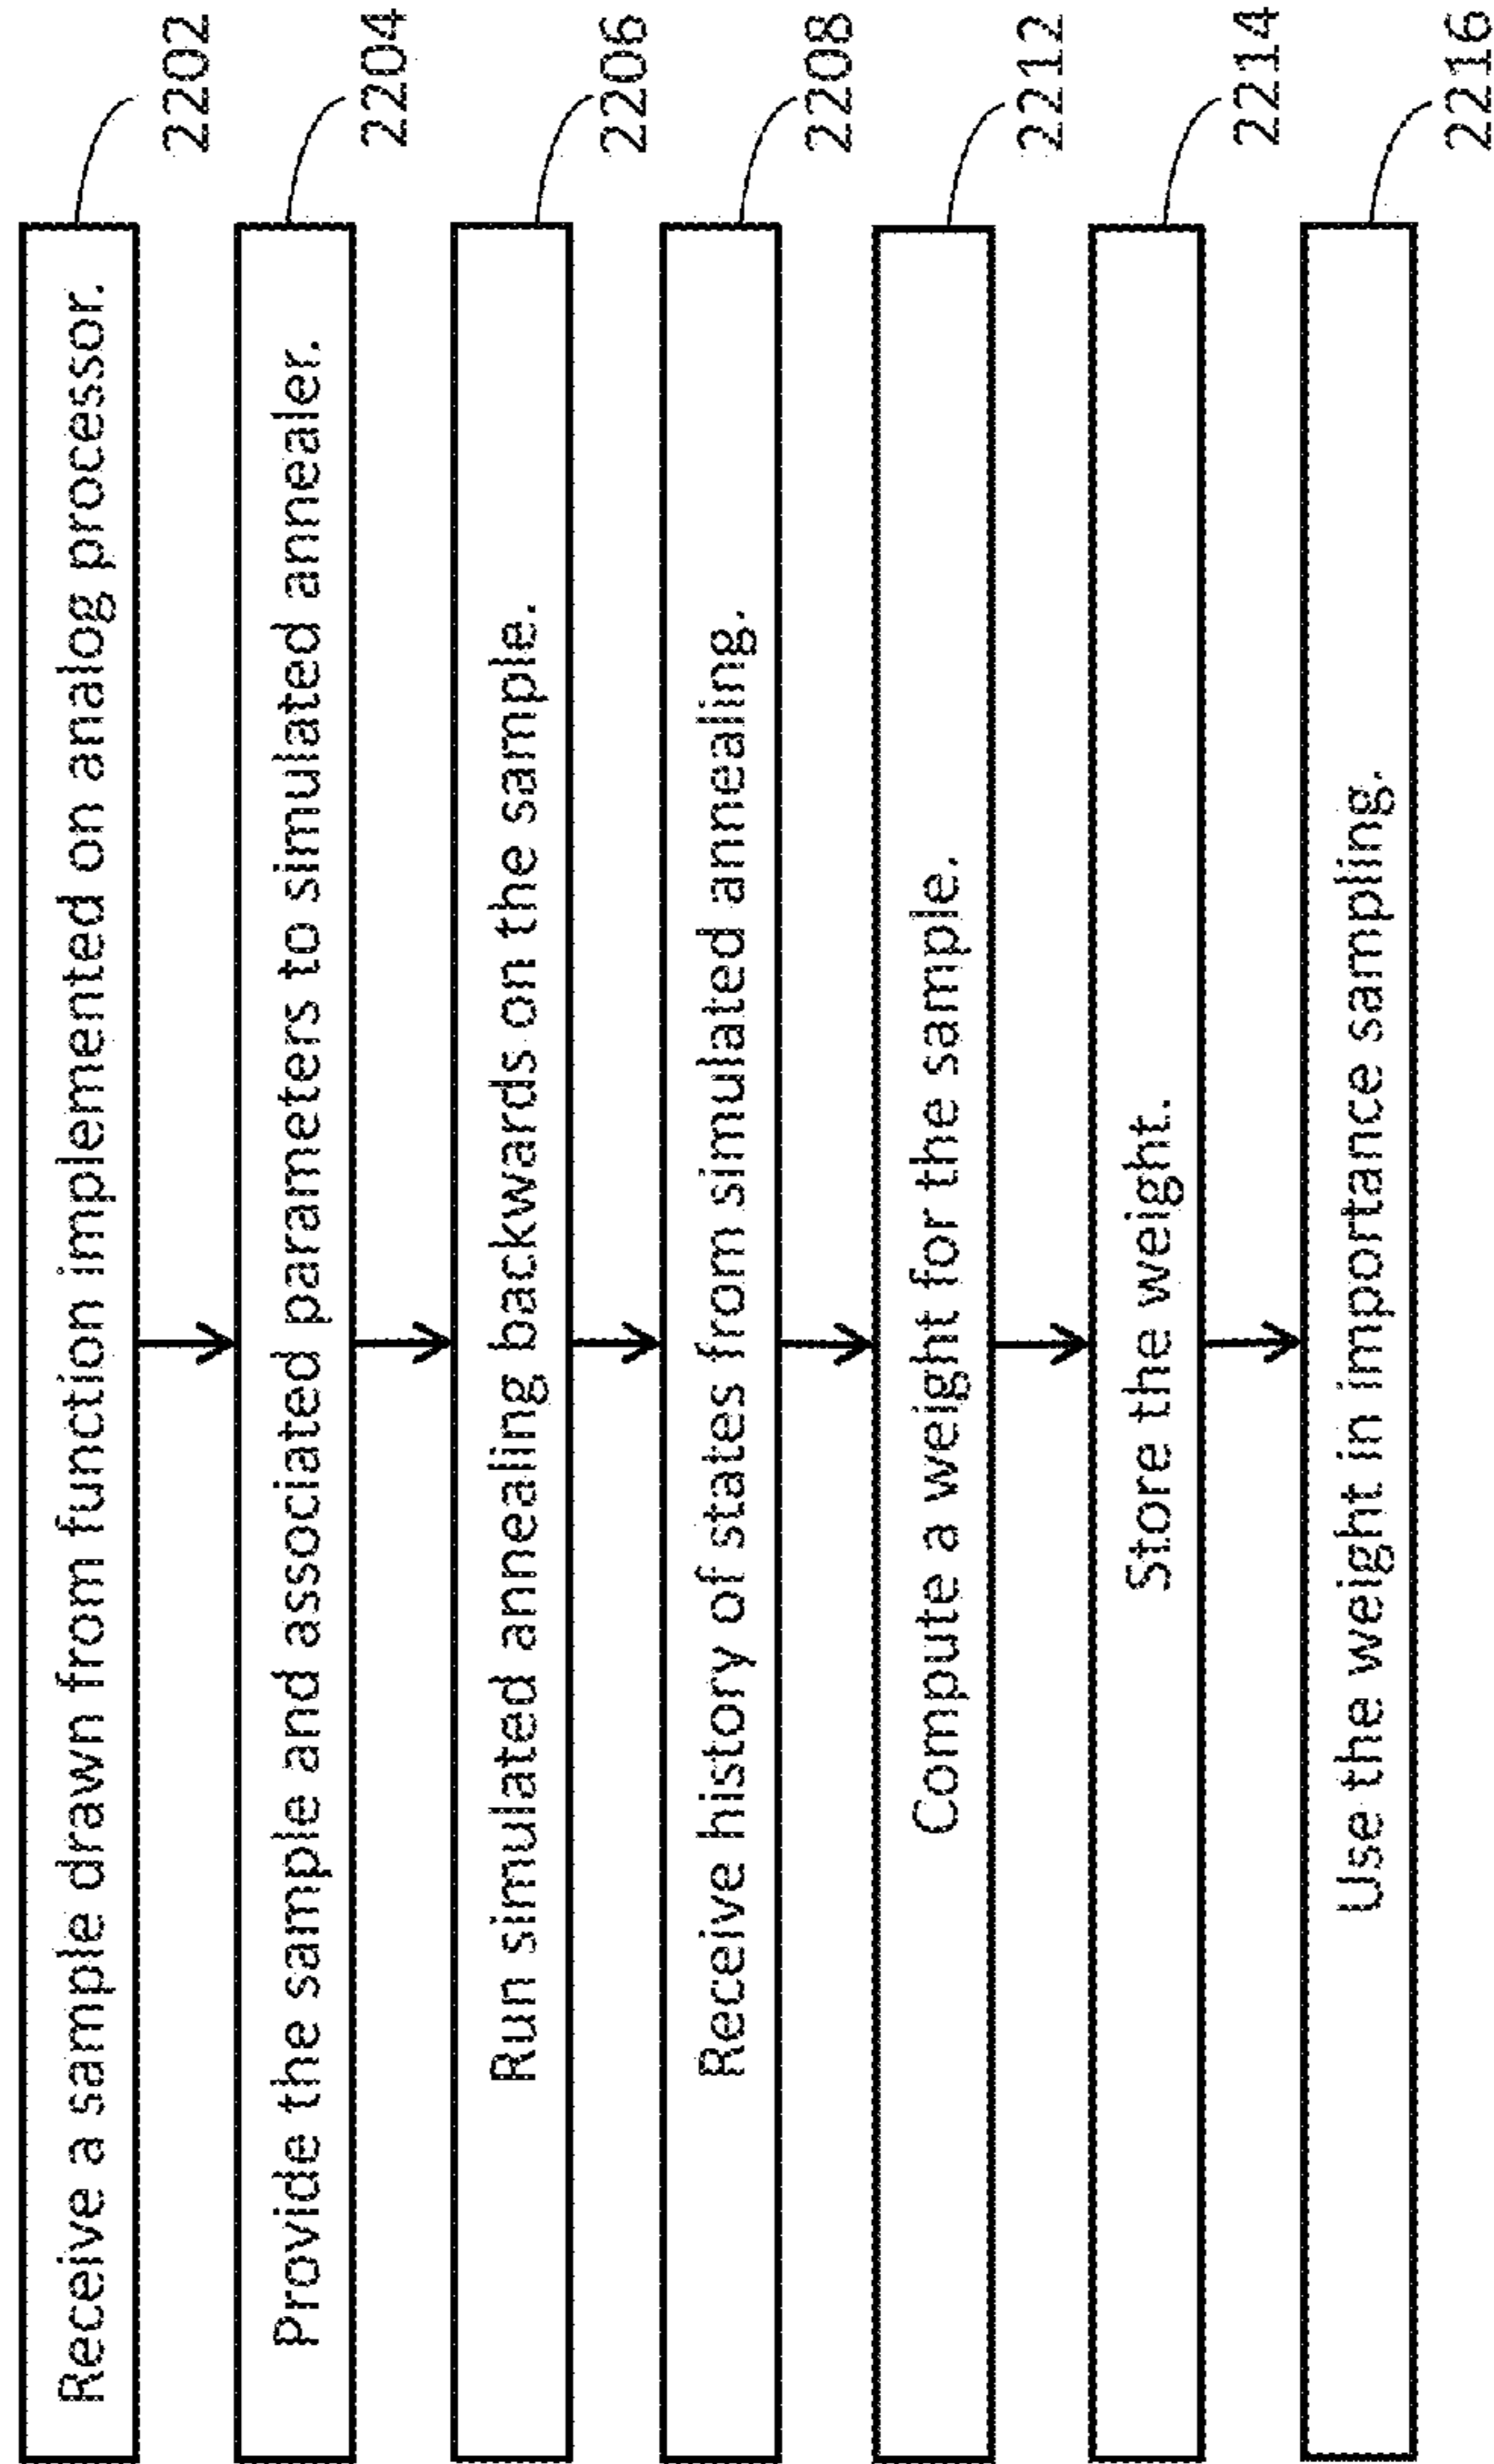 Receive a sample drawn from function implemented on analog processor.
2202
Provide the sample and associated parameters to simulated annealer.
2204
Run simulated annealing backwards on the sample.
2206
Receive history of states from simulated annealing.
2208
Compute a weight for the sample.
2212
Store the weight.
2214
Use the weight in importance sampling.
2216